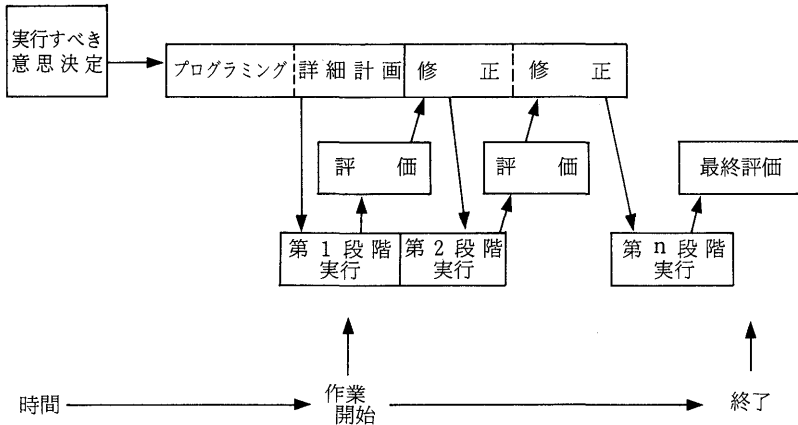 実行すべき
意思決定
プログラミング
詳細計画
修正
修正
評価
評価
最終評価
第1段階
実行
第2段階
実行
第n段階
実行
時間
作業
開始
終了